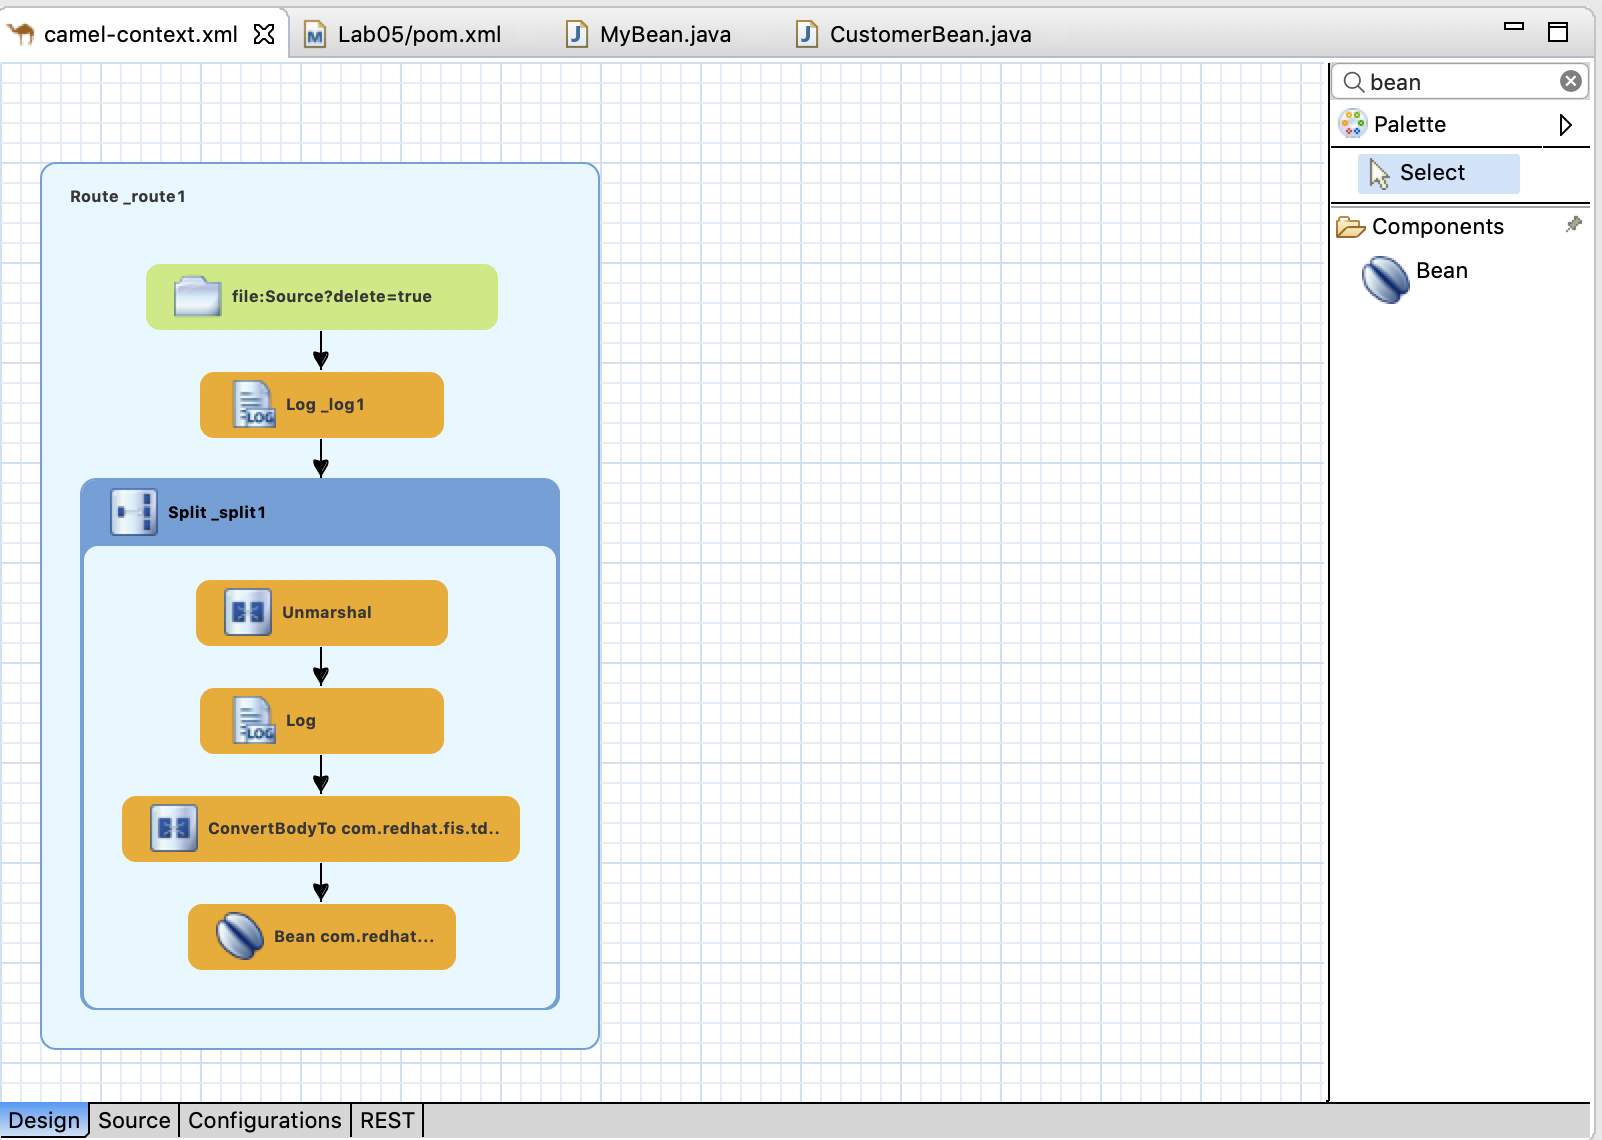 camel-context.xml
Lab05/pom.xml
MyBean.java
CustomerBean.java
bean
Palette
Select
Components
Bean
Route _route1
file:Source?delete=true
LOG
Log _log1
Split _split1
Unmarshal
LOG
Log
ConvertBodyTo com.redhat.fis.td..
Bean com.redhat...
Design
Source
Configurations
REST